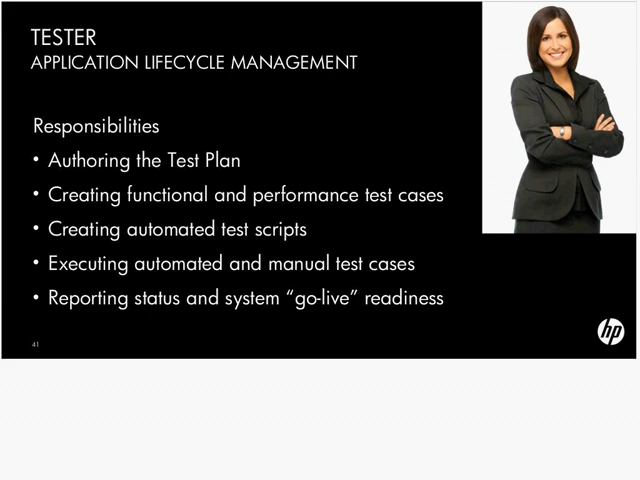 TESTER
APPLICATION LIFECYCLE MANAGEMENT
Responsibilities
• Authoring the Test Plan
• Creating functional and performance test cases
• Creating automated test scripts
• Executing automated and manual test cases
• Reporting status and system “go-live” readiness
41
hp